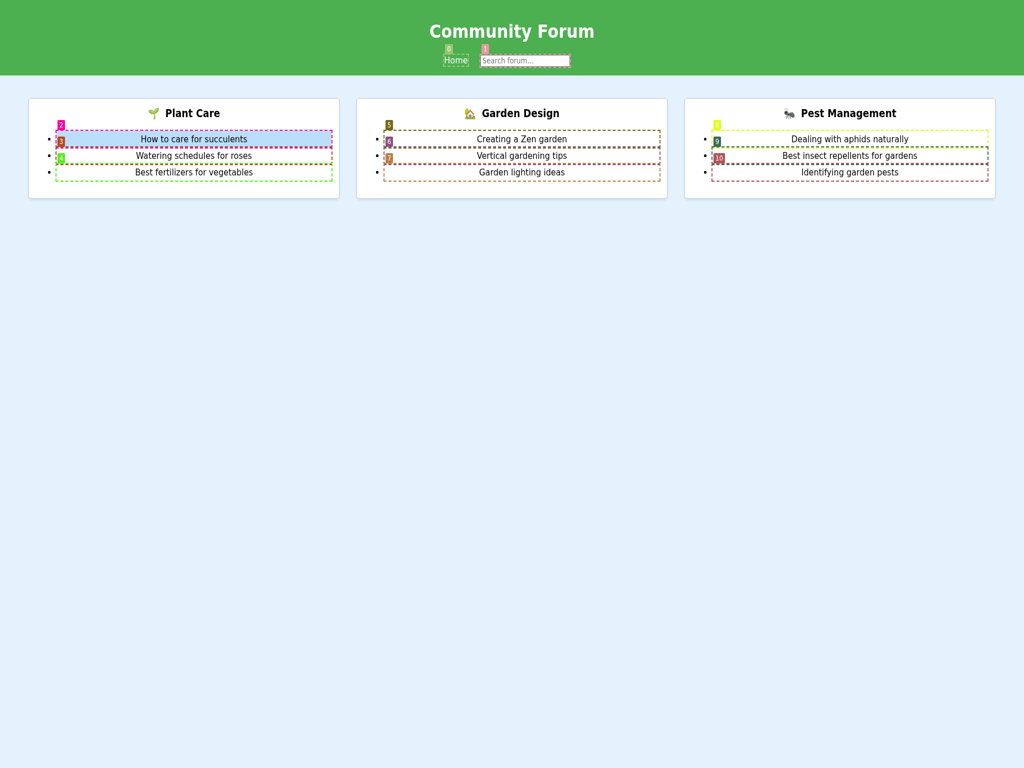 Community Forum
0
1
Home
Search forum...
🌱 Plant Care
2
How to care for succulents
3
Watering schedules for roses
4
Best fertilizers for vegetables
🏡 Garden Design
5
Creating a Zen garden
6
Vertical gardening tips
7
Garden lighting ideas
🐜 Pest Management
8
Dealing with aphids naturally
9
Best insect repellents for gardens
10
Identifying garden pests